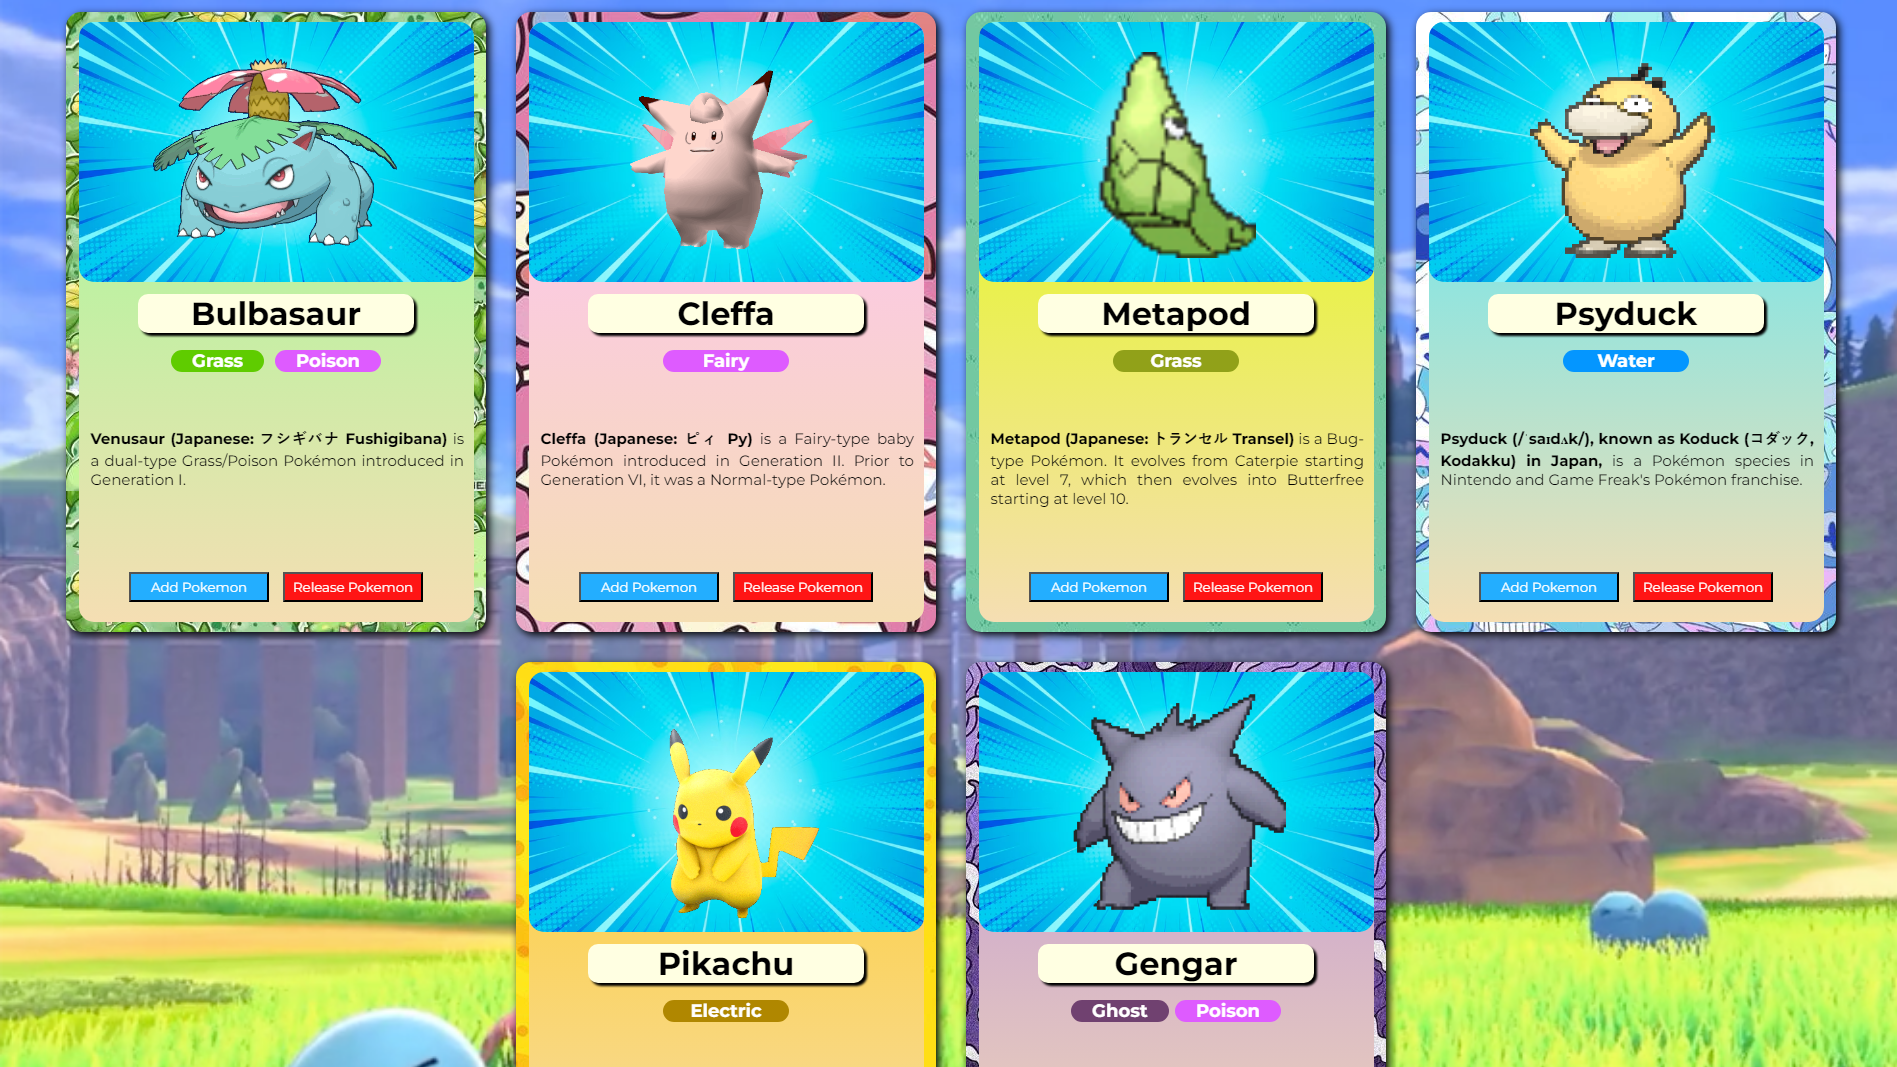 Bulbasaur
Grass Poison
Venusaur (Japanese: フシギバナ Fushigibana) is
a dual-type Grass/Poison Pokémon introduced in
Generation I.
Add Pokemon Release Pokemon
Cleffa
Fairy
Cleffa (Japanese: ピィ Py) is a Fairy-type baby
Pokémon introduced in Generation II. Prior to
Generation VI, it was a Normal-type Pokémon.
Add Pokemon Release Pokemon
Metapod
Grass
Metapod (Japanese: トランセル Transel) is a Bug-
type Pokémon. It evolves from Caterpie starting
at level 7, which then evolves into Butterfree
starting at level 10.
Add Pokemon Release Pokemon
Psyduck
Water
Psyduck (/ˈsaɪdʌk/), known as Koduck (コダック,
Kodakku) in Japan, is a Pokémon species in
Nintendo and Game Freak's Pokémon franchise.
Add Pokemon Release Pokemon
Pikachu
Electric
Gengar
Ghost Poison